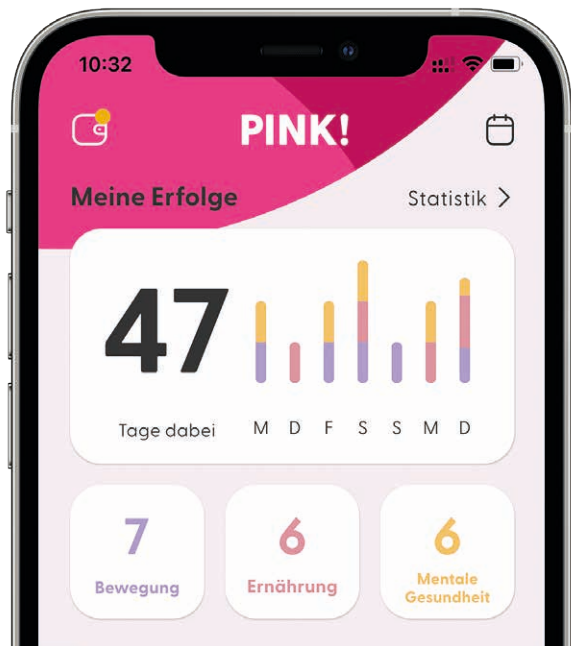 10:32
PINK!
Meine Erfolge
Statistik
47
Tage dabei
M D F S S M D
7
Bewegung
6
Ernährung
6
Mentale
Gesundheit